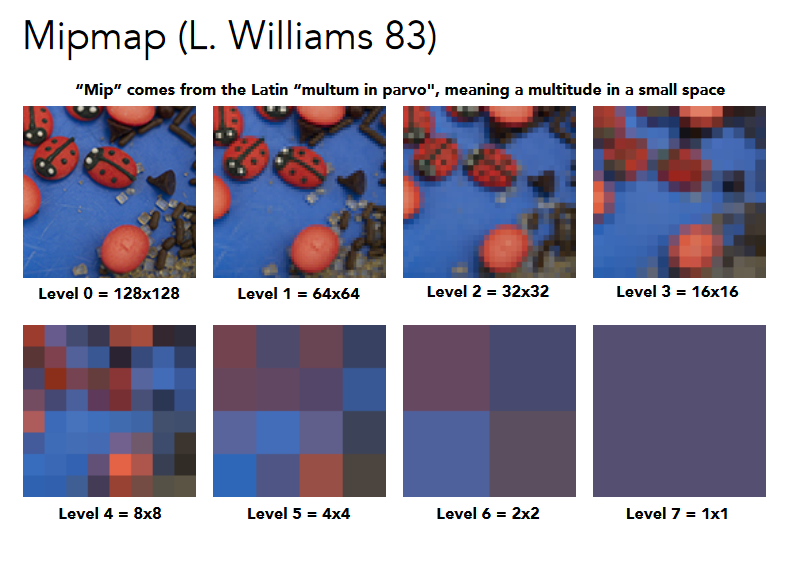 Mipmap (L. Williams 83)
“Mip” comes from the Latin “multum in parvo", meaning a multitude in a small space
Level 0 = 128x128
Level 1 = 64x64
Level 2 = 32x32
Level 3 = 16x16
Level 4 = 8x8
Level 5 = 4x4
Level 6 = 2x2
Level 7 = 1x1